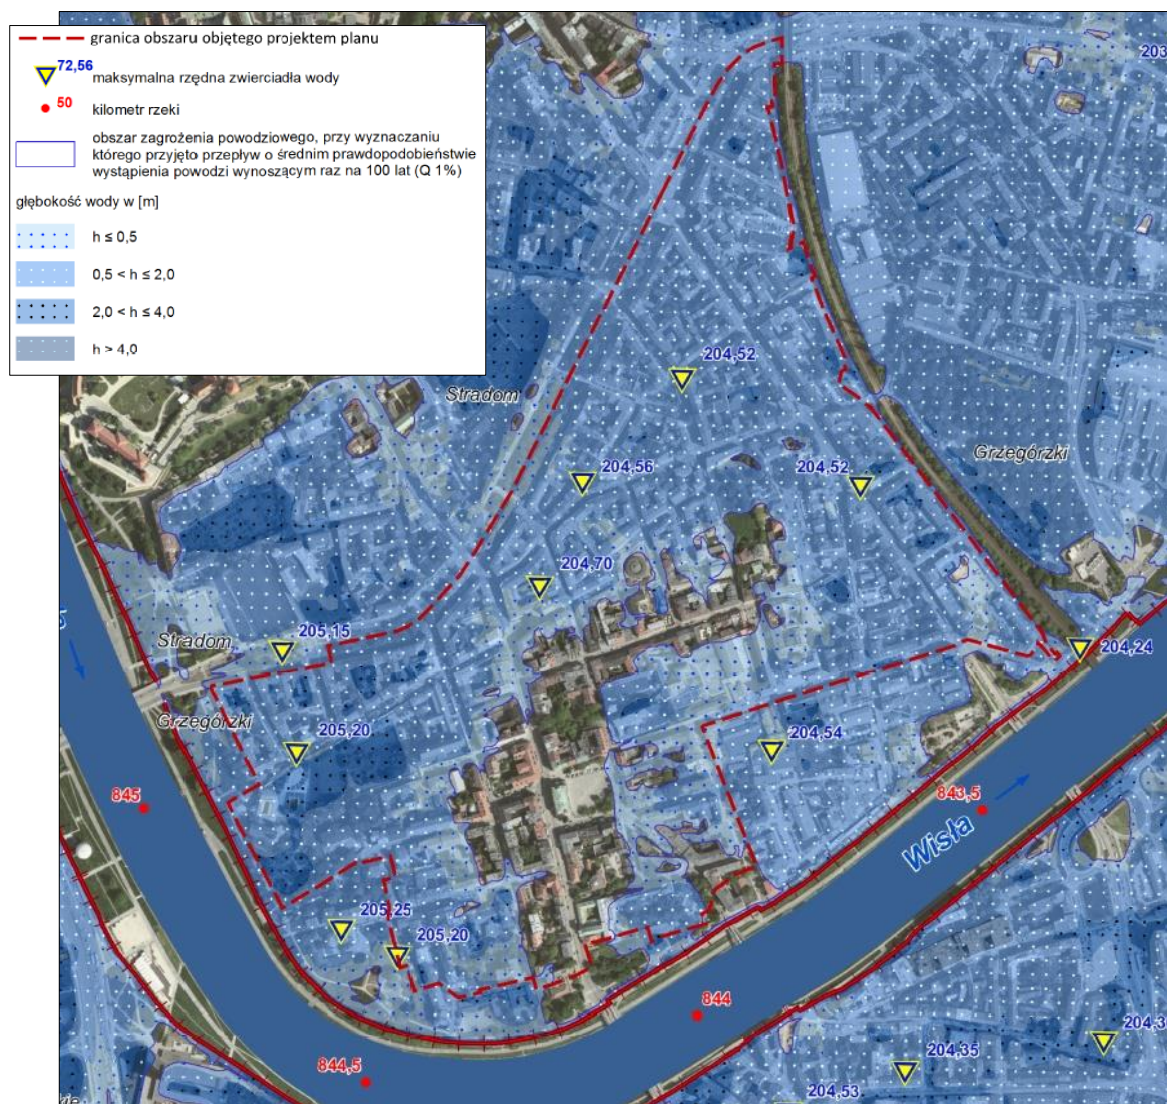 granica obszaru objętego projektem planu
72,56
maksymalna rzędna zwierciadła wody
50
kilometr rzeki
obszar zagrożenia powodziowego, przy wyznaczaniu
którego przyjęto przepływ o średnim prawdopodobieństwie
wystąpienia powodzi wynoszącym raz na 100 lat (Q 1%)
głębokość wody w [m]
h ≤ 0,5
0,5 < h ≤ 2,0
2,0 < h ≤ 4,0
h > 4,0
203
204,52
Stradom
Grzegórzki
204,56
204,52
204,70
205,15
Stradom
204,24
Grzegórzki
205,20
204,54
845
843,5
Wisła
205,25
205,20
844
204,3
204,35
844,5
204,53